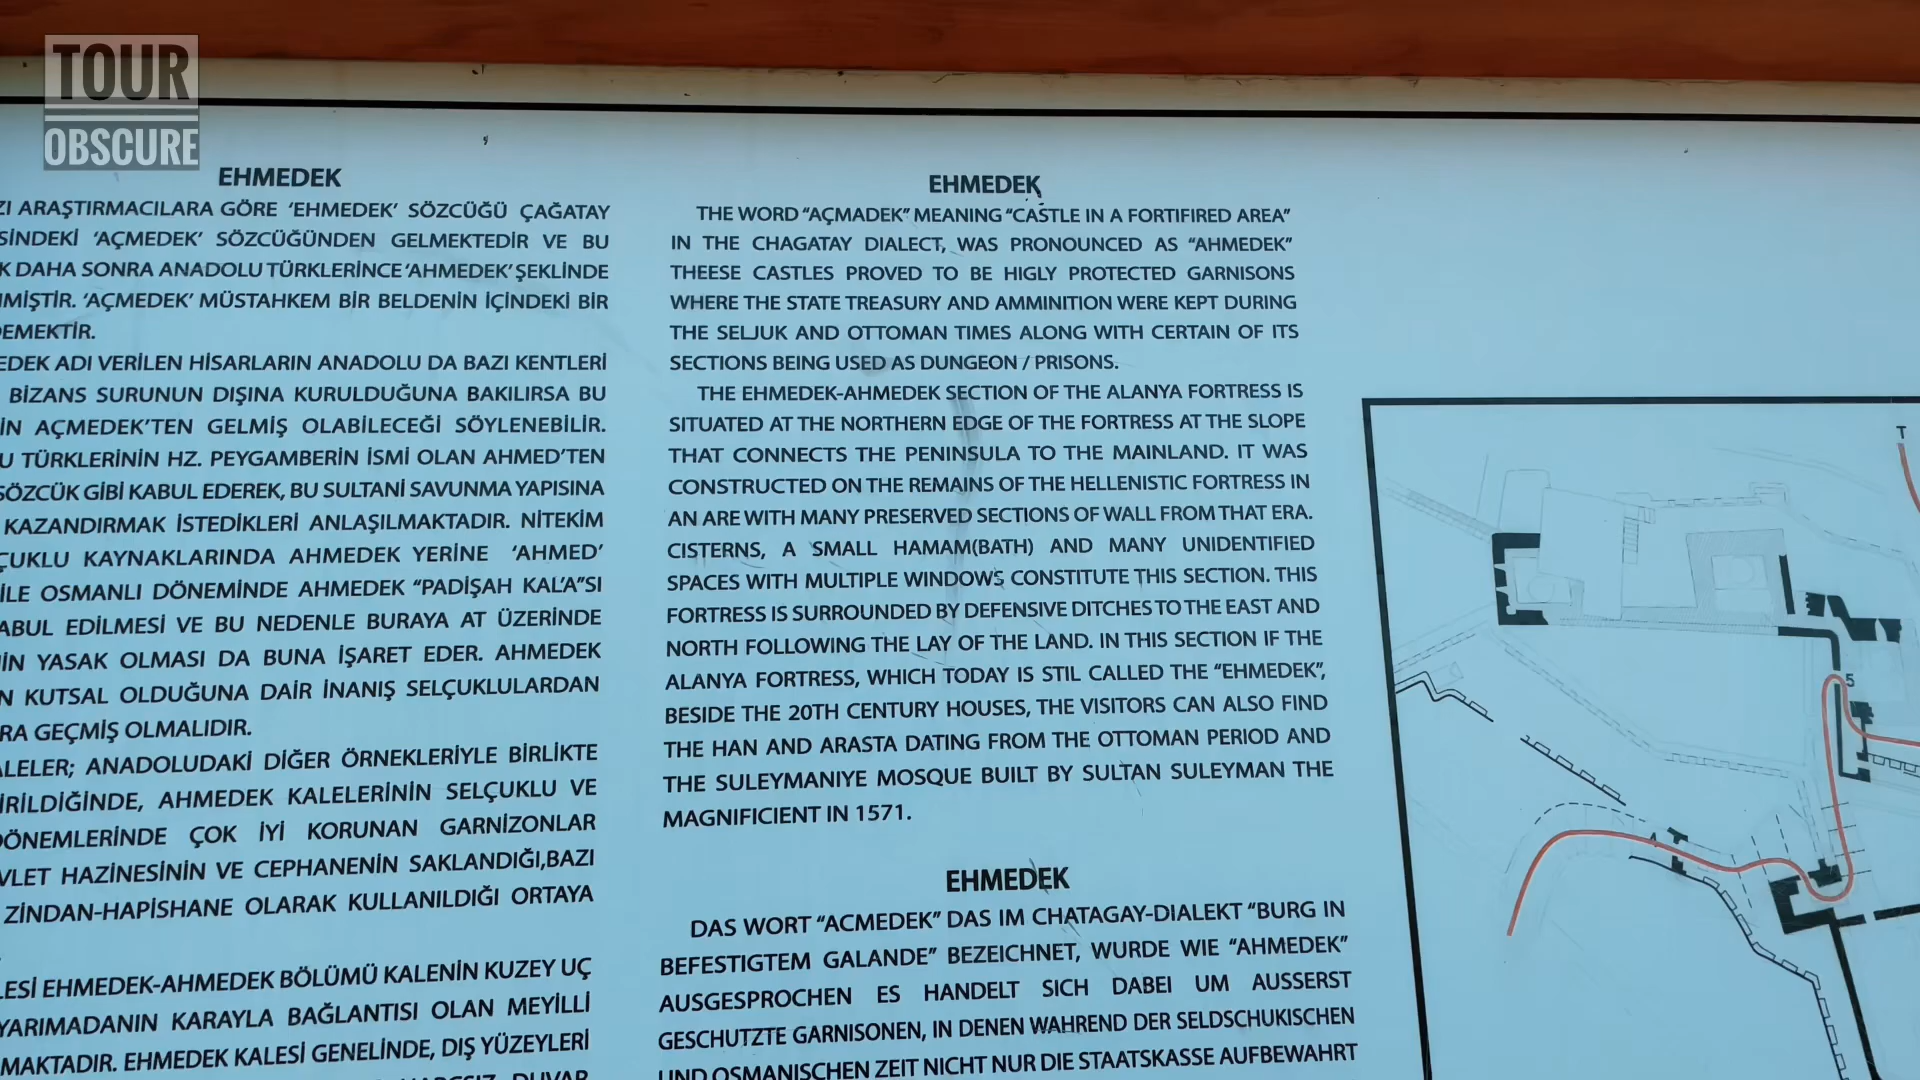 TOUR
OBSCURE
EHMEDEK
ARAŞTIRMACILARA GÖRE ‘EHMEDEK’ SÖZCÜĞÜ ÇAĞATAY
‘AÇMEDEK’ SÖZCÜĞÜNDEN GELMEKTEDİR VE BU
DAHA SONRA ANADOLU TÜRKLERİNCE ‘AHMEDEK’ ŞEKLİNDE
‘AÇMEDEK’ MÜSTAHKEM BİR BELDENİN İÇİNDEKİ BİR
DEMEKTİR.
ADI VERİLEN HİSARLARIN ANADOLU DA BAZI KENTLERİ
BİZANS SURUNUN DIŞINA KURULDUĞUNA BAKILIRSA BU
AÇMEDEK’TEN GELMİŞ OLABİLECEĞİ SÖYLENEBİLİR.
TÜRKLERİNİN HZ. PEYGAMBERİN İSMİ OLAN AHMED’TEN
SÖZCÜK GİBİ KABUL EDEREK, BU SULTANİ SAVUNMA YAPISINA
KAZANDIRMAK İSTEDİKLERİ ANLAŞILMAKTADIR. NİTEKİM
KAYNAKLARINDA AHMEDEK YERİNE ‘AHMED’
İLE OSMANLI DÖNEMİNDE AHMEDEK “PADİŞAH KAL’A”SI
KABUL EDİLMESİ VE BU NEDENLE BURAYA AT ÜZERİNDE
YASAK OLMASI DA BUNA İŞARET EDER. AHMEDEK
KUTSAL OLDUĞUNA DAİR İNANIŞ SELÇUKLULARDAN
GEÇMİŞ OLMALIDIR.
ANADOLUDAKİ DİĞER ÖRNEKLERİYLE BİRLİKTE
AHMEDEK KALELERİNİN SELÇUKLU VE
DÖNEMLERİNDE ÇOK İYİ KORUNAN GARNİZONLAR
HAZİNESİNİN VE CEPHANENİN SAKLANDIĞI,BAZI
ZİNDAN-HAPİSHANE OLARAK KULLANILDIĞI ORTAYA
EHMEDEK-AHMEDEK BÖLÜMÜ KALENİN KUZEY UÇ
YARIMADANIN KARAYLA BAĞLANTISI OLAN MEYİLLİ
EHMEDEK KALESİ GENELİNDE, DIŞ YÜZEYLERİ
EHMEDEK
THE WORD “AÇMADEK” MEANING “CASTLE IN A FORTIFIRED AREA”
IN THE CHAGATAY DIALECT, WAS PRONOUNCED AS “AHMEDEK”
THEESE CASTLES PROVED TO BE HIGLY PROTECTED GARNISONS
WHERE THE STATE TREASURY AND AMMINITION WERE KEPT DURING
THE SELJUK AND OTTOMAN TIMES ALONG WITH CERTAIN OF ITS
SECTIONS BEING USED AS DUNGEON / PRISONS.
THE EHMEDEK-AHMEDEK SECTION OF THE ALANYA FORTRESS IS
SITUATED AT THE NORTHERN EDGE OF THE FORTRESS AT THE SLOPE
THAT CONNECTS THE PENINSULA TO THE MAINLAND. IT WAS
CONSTRUCTED ON THE REMAINS OF THE HELLENISTIC FORTRESS IN
AN ARE WITH MANY PRESERVED SECTIONS OF WALL FROM THAT ERA.
CISTERNS, A SMALL HAMAM(BATH) AND MANY UNIDENTIFIED
SPACES WITH MULTIPLE WINDOWS CONSTITUTE THIS SECTION. THIS
FORTRESS IS SURROUNDED BY DEFENSIVE DITCHES TO THE EAST AND
NORTH FOLLOWING THE LAY OF THE LAND. IN THIS SECTION IF THE
ALANYA FORTRESS, WHICH TODAY IS STIL CALLED THE “EHMEDEK”,
BESIDE THE 20TH CENTURY HOUSES, THE VISITORS CAN ALSO FIND
THE HAN AND ARASTA DATING FROM THE OTTOMAN PERIOD AND
THE SULEYMANIYE MOSQUE BUILT BY SULTAN SULEYMAN THE
MAGNIFICIENT IN 1571.
EHMEDEK
DAS WORT “ACMEDEK” DAS IM CHATAGAY-DIALEKT “BURG IN
BEFESTIGTEM GALANDE” BEZEICHNET, WURDE WIE “AHMEDEK”
AUSGESPROCHEN ES HANDELT SICH DABEI UM AUSSERST
GESCHUTZTE GARNISONEN, IN DENEN WAHREND DER SELDSCHUKISCHEN
UND OSMANISCHEN ZEIT NICHT NUR DIE STAATSKASSE AUFBEWAHRT
T
5
4